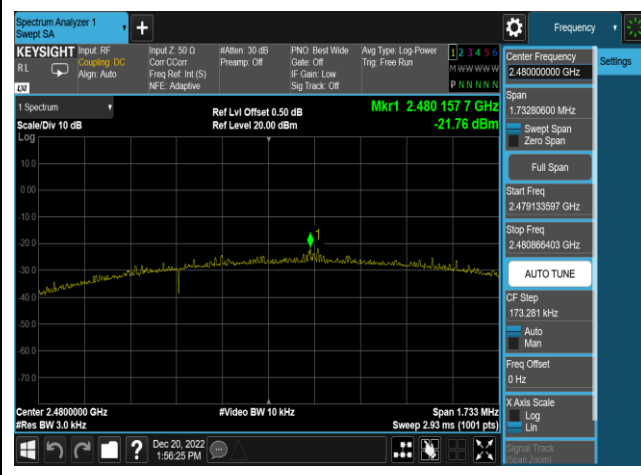 Spectrum Analyzer 1
Swept SA
+
Frequency
KEYSIGHT
RL
LXI
Input: RF
Coupling: DC
Align: Auto
Input Z: 50 Ω
Corr CCorr
Freq Ref: Int (S)
NFE: Adaptive
#Atten: 30 dB
Preamp: Off
PNO: Best Wide
Gate: Off
IF Gain: Low
Sig Track: Off
Avg Type: Log-Power
Trig: Free Run
1 2 3 4 5 6
M W W W W W
P N N N N N
1 Spectrum
Scale/Div 10 dB
Log
Ref Lvl Offset 0.50 dB
Ref Level 20.00 dBm
Mkr1 2.480 157 7 GHz
-21.76 dBm
10.0
0.00
-10.0
-20.0
-30.0
-40.0
-50.0
-60.0
-70.0
1
Center 2.4800000 GHz
#Res BW 3.0 kHz
#Video BW 10 kHz
Span 1.733 MHz
Sweep 2.93 ms (1001 pts)
Center Frequency
2.480000000 GHz
Span
1.73280600 MHz
Swept Span
Zero Span
Full Span
Start Freq
2.479133597 GHz
Stop Freq
2.480866403 GHz
AUTO TUNE
CF Step
173.281 kHz
Auto
Man
Freq Offset
0 Hz
X Axis Scale
Log
Lin
Signal Track
(Span Zoom)
Settings
?
Dec 20, 2022
1:56:25 PM